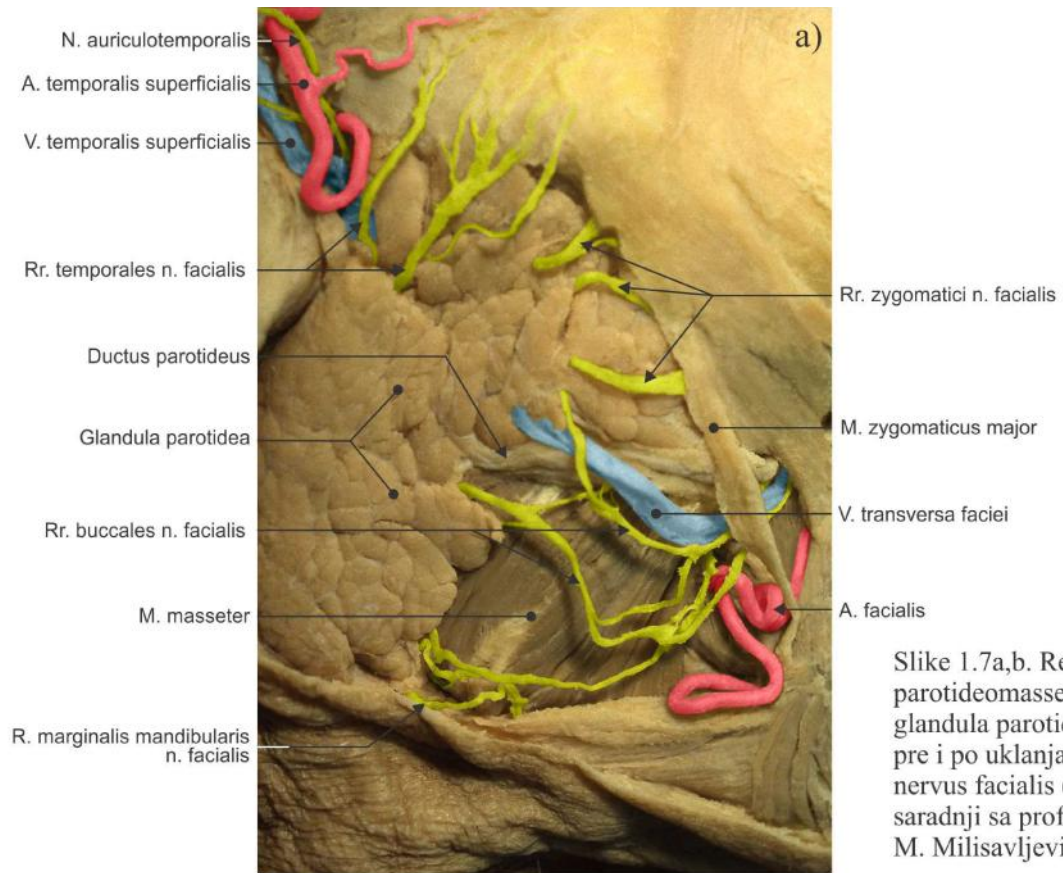 a)
N. auriculotemporalis
A. temporalis superficialis
V. temporalis superficialis
Rr. temporales n. facialis
Ductus parotideus
Glandula parotidea
Rr. buccales n. facialis
M. masseter
R. marginalis mandibularis
n. facialis
Rr. zygomatici n. facialis
M. zygomaticus major
V. transversa faciei
A. facialis
Slike 1.7a,b. Re
parotideomasse
glandula parotid
pre i po uklanja
nervus facialis
saradnji sa prof
M. Milisavljevi